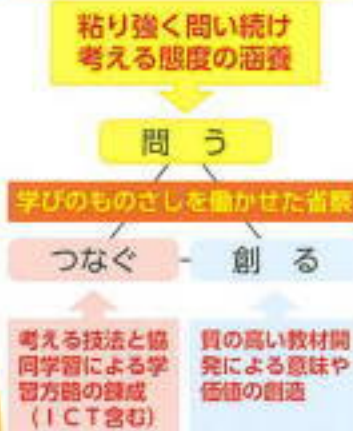 粘り強く問い続け
考える態度の涵養
問う
学びのものさしを働かせた省察
つなぐ
創る
考える技法と協
同学習による学
習方略の錬成
（ＩＣＴ含む）
質の高い教材開
発による意味や
価値の創造